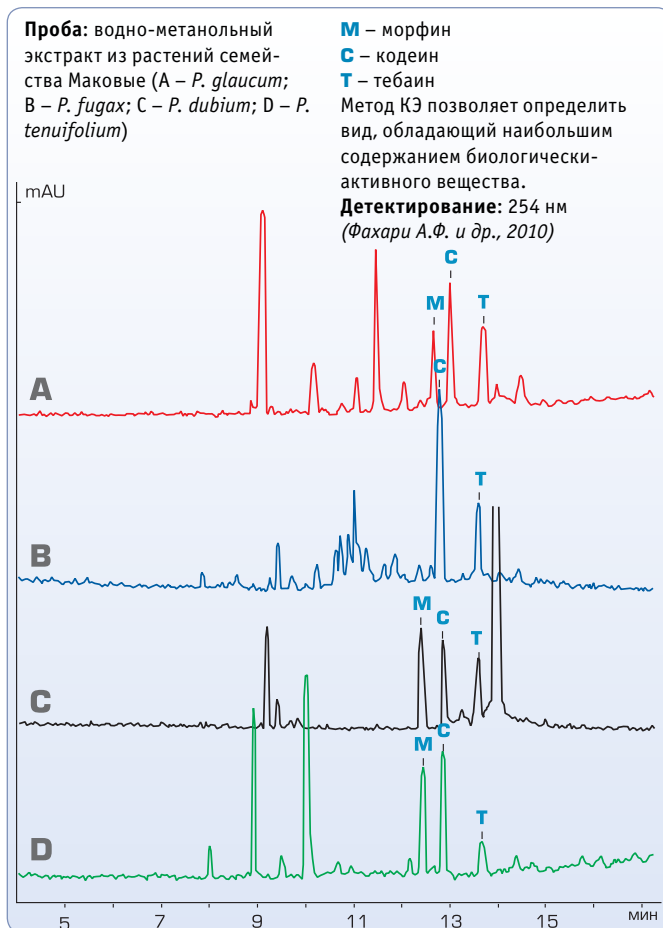 Проба: водно-метанольный
экстракт из растений семей-
ства Маковые (А – P. glaucum;
В – P. fugax; С – P. dubium; D – P.
tenuifolium)
М – морфин
С – кодеин
Т – тебаин
Метод КЭ позволяет определить
вид, обладающий наибольшим
содержанием биологически-
активного вещества.
Детектирование: 254 нм
(Фахари А.Ф. и др., 2010)
mAU
C
M
T
A
C
T
B
M
C
T
C
M
C
T
D
5 7 9 11 13 15 мин